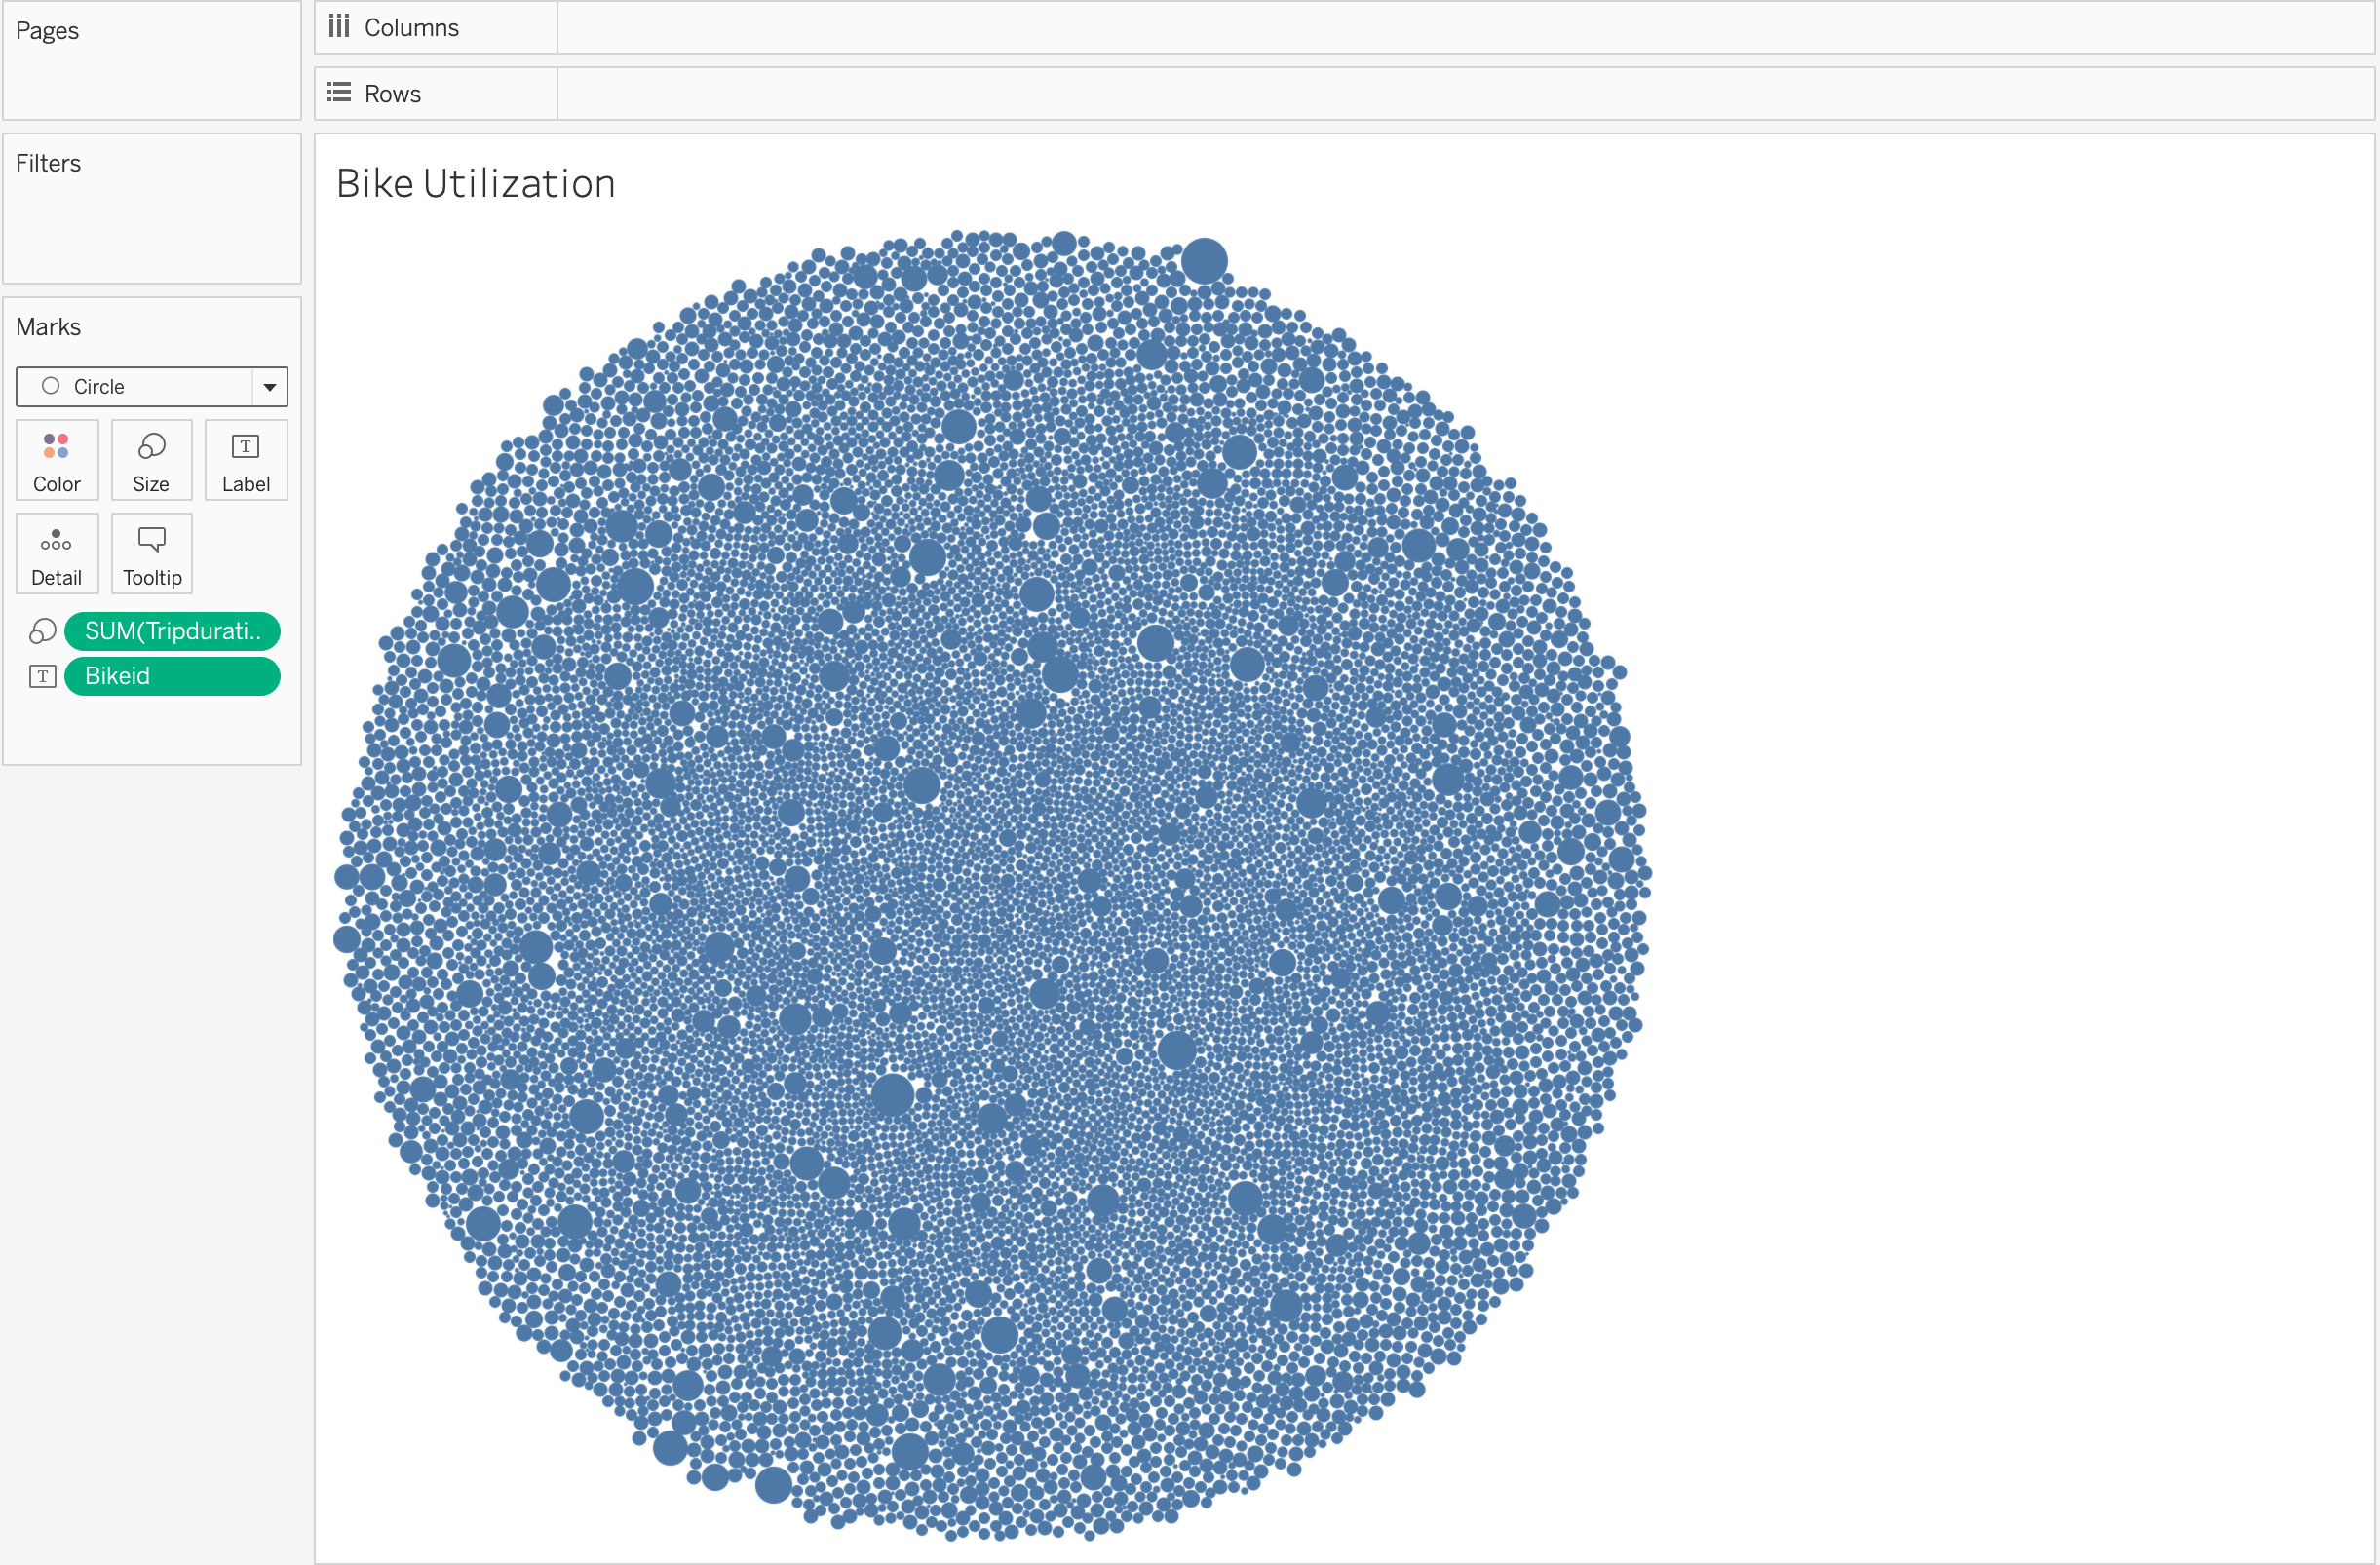 Pages
Columns
Rows
Filters
Bike Utilization
Marks
Circle
Color
Size
T
Label
Detail
Tooltip
SUM(Tripdurati..
T
Bikeid